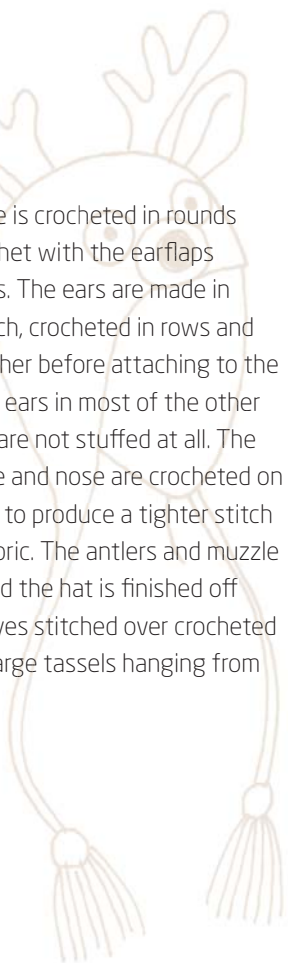 e is crocheted in rounds
het with the earflaps
s. The ears are made in
ch, crocheted in rows and
her before attaching to the
ears in most of the other
are not stuffed at all. The
e and nose are crocheted on
to produce a tighter stitch
bric. The antlers and muzzle
d the hat is finished off
yes stitched over crocheted
arge tassels hanging from